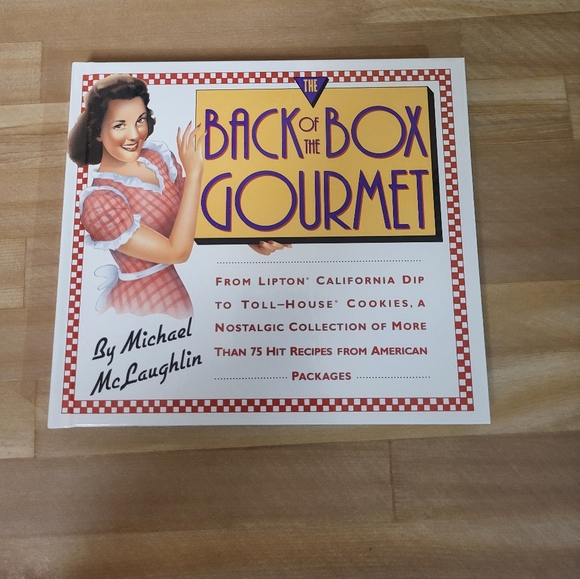 THE
BACK OF THE BOX
GOURMET
FROM LIPTON® CALIFORNIA DIP
TO TOLL–HOUSE® COOKIES, A
NOSTALGIC COLLECTION OF MORE
THAN 75 HIT RECIPES FROM AMERICAN
PACKAGES
By Michael
McLaughlin